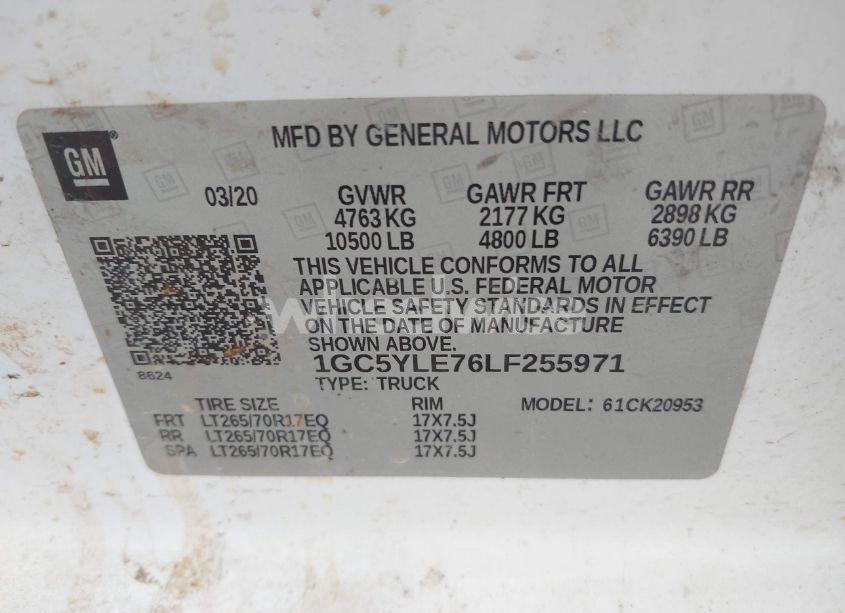 GM
MFD BY GENERAL MOTORS LLC
03/20 GVWR GAWR FRT GAWR RR
4763 KG 2177 KG 2898 KG
10500 LB 4800 LB 6390 LB
THIS VEHICLE CONFORMS TO ALL
APPLICABLE U.S. FEDERAL MOTOR
VEHICLE SAFETY STANDARDS IN EFFECT
ON THE DATE OF MANUFACTURE
SHOWN ABOVE.
8624
1GC5YLE76LF255971
TYPE: TRUCK
TIRE SIZE RIM MODEL: 61CK20953
FRT LT265/70R17EQ 17X7.5J
RR LT265/70R17EQ 17X7.5J
SPA LT265/70R17EQ 17X7.5J